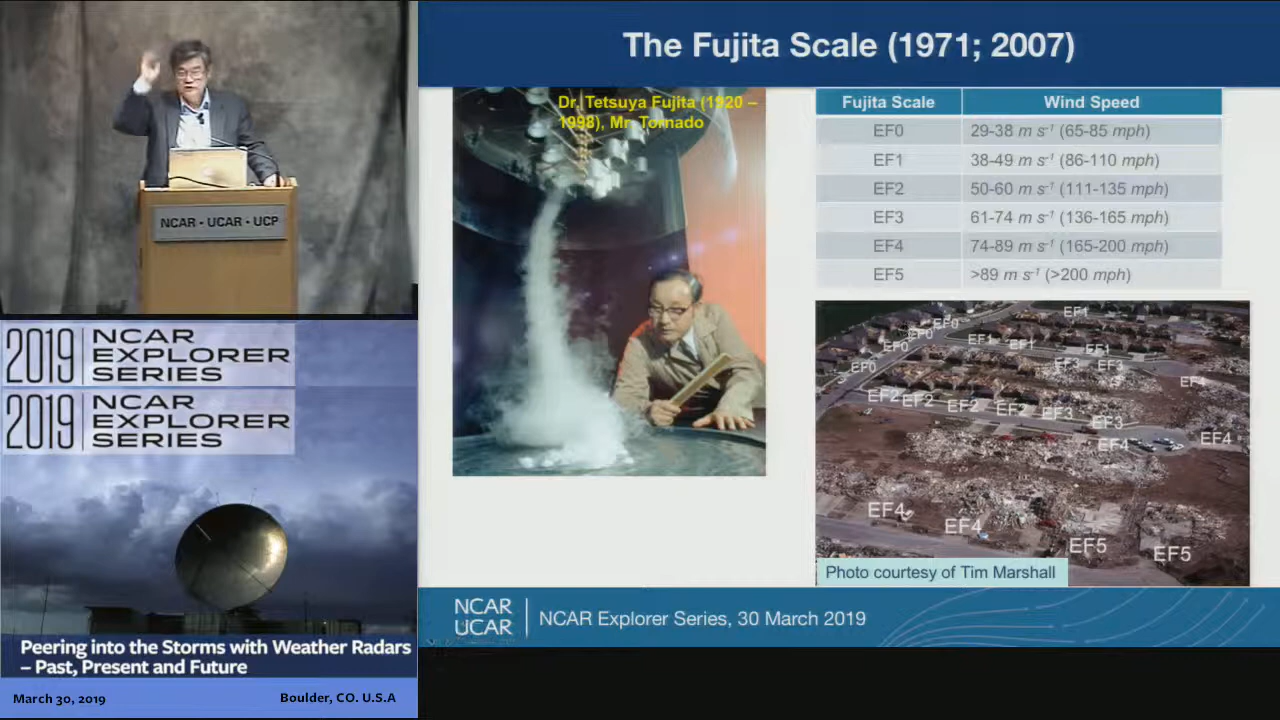 NCAR • UCAR • UCP
2019 NCAR
EXPLORER
SERIES
2019 NCAR
EXPLORER
SERIES
Peering into the Storms with Weather Radars
– Past, Present and Future
March 30, 2019 Boulder, CO. U.S.A
The Fujita Scale (1971; 2007)
Dr. Tetsuya Fujita (1920 –
1998), Mr. Tornado
Fujita Scale Wind Speed
EF0 29-38 m s⁻¹ (65-85 mph)
EF1 38-49 m s⁻¹ (86-110 mph)
EF2 50-60 m s⁻¹ (111-135 mph)
EF3 61-74 m s⁻¹ (136-165 mph)
EF4 74-89 m s⁻¹ (165-200 mph)
EF5 >89 m s⁻¹ (>200 mph)
EF1
EF0
EF0
EF0
EF1
EF1
EF1
EF0
EF3
EF3
EF4
EF2
EF2
EF2
EF2
EF3
EF3
EF4
EF4
EF4
EF4
EF5
EF5
Photo courtesy of Tim Marshall
NCAR
UCAR
NCAR Explorer Series, 30 March 2019